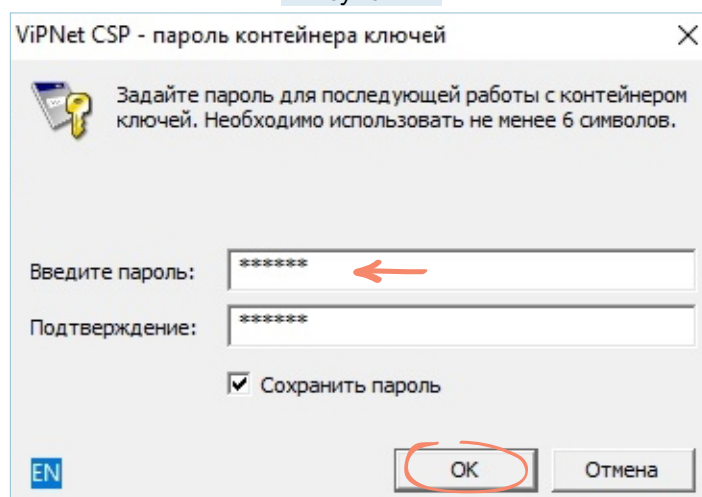 ViPNet CSP - пароль контейнера ключей
Задайте пароль для последующей работы с контейнером
ключей. Необходимо использовать не менее 6 символов.
Введите пароль: ******
Подтверждение: ******
Сохранить пароль
EN OK Отмена